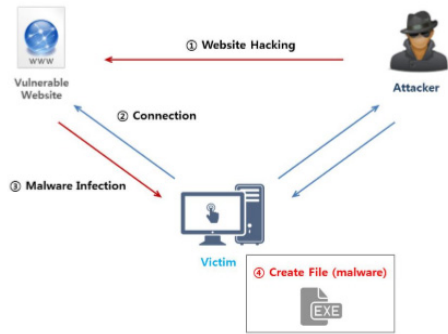 ① Website Hacking
WWW
Vulnerable
Website
Attacker
② Connection
③ Malware Infection
Victim
④ Create File (malware)
EXE